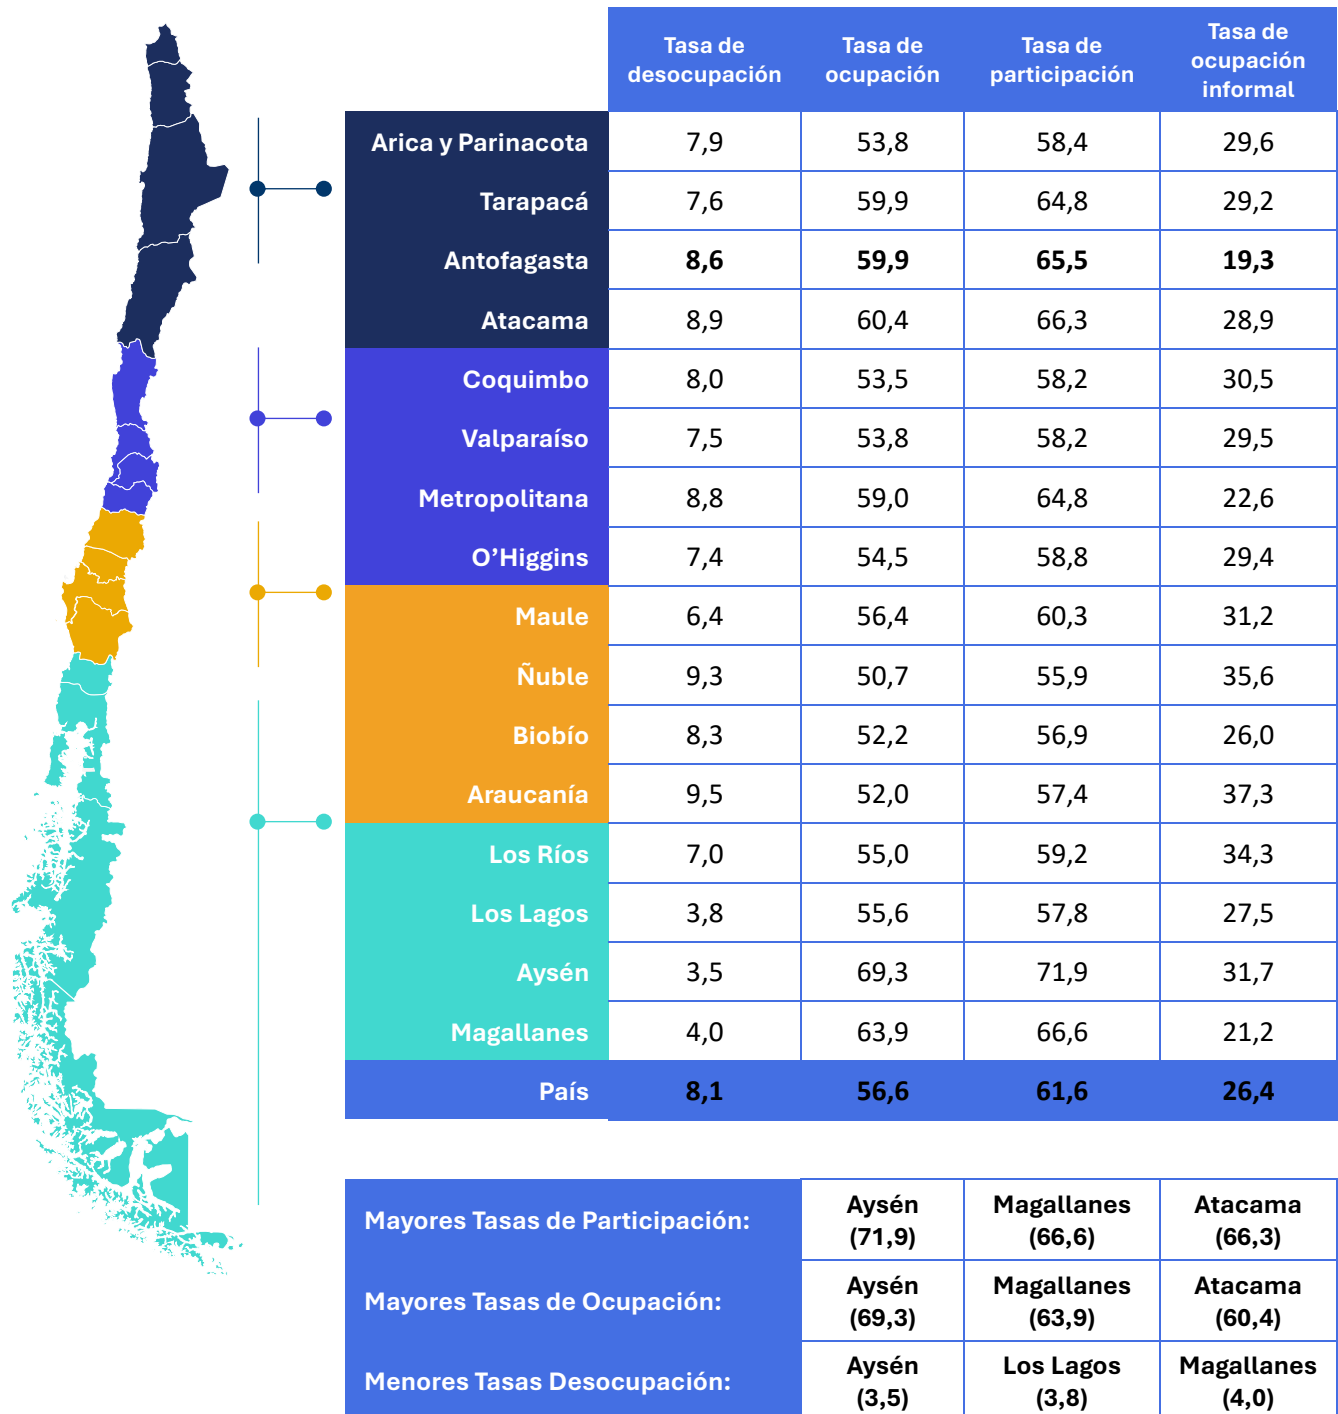 Tasa de desocupación Tasa de ocupación Tasa de participación Tasa de ocupación informal
Arica y Parinacota 7,9 53,8 58,4 29,6
Tarapacá 7,6 59,9 64,8 29,2
Antofagasta 8,6 59,9 65,5 19,3
Atacama 8,9 60,4 66,3 28,9
Coquimbo 8,0 53,5 58,2 30,5
Valparaíso 7,5 53,8 58,2 29,5
Metropolitana 8,8 59,0 64,8 22,6
O’Higgins 7,4 54,5 58,8 29,4
Maule 6,4 56,4 60,3 31,2
Ñuble 9,3 50,7 55,9 35,6
Biobío 8,3 52,2 56,9 26,0
Araucanía 9,5 52,0 57,4 37,3
Los Ríos 7,0 55,0 59,2 34,3
Los Lagos 3,8 55,6 57,8 27,5
Aysén 3,5 69,3 71,9 31,7
Magallanes 4,0 63,9 66,6 21,2
País 8,1 56,6 61,6 26,4
Mayores Tasas de Participación: Aysén (71,9) Magallanes (66,6) Atacama (66,3)
Mayores Tasas de Ocupación: Aysén (69,3) Magallanes (63,9) Atacama (60,4)
Menores Tasas Desocupación: Aysén (3,5) Los Lagos (3,8) Magallanes (4,0)